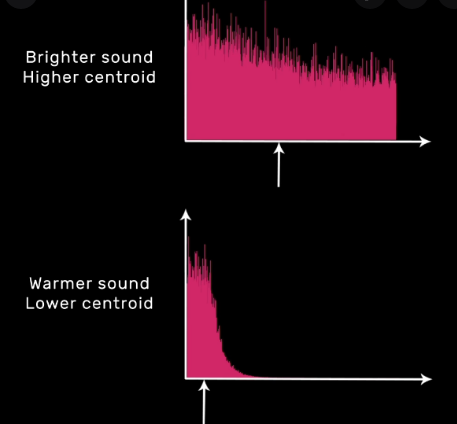 Brighter sound
Higher centroid
Warmer sound
Lower centroid